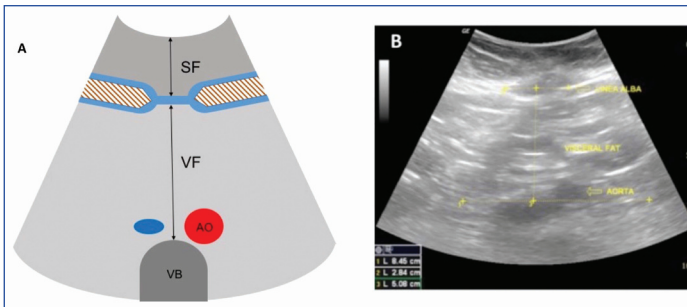 A
SF
VF
AO
VB
B
GE
LINEA ALBA
VISCERAL FAT
AORTA
1 L 8.45 cm
2 L 2.84 cm
3 L 5.08 cm